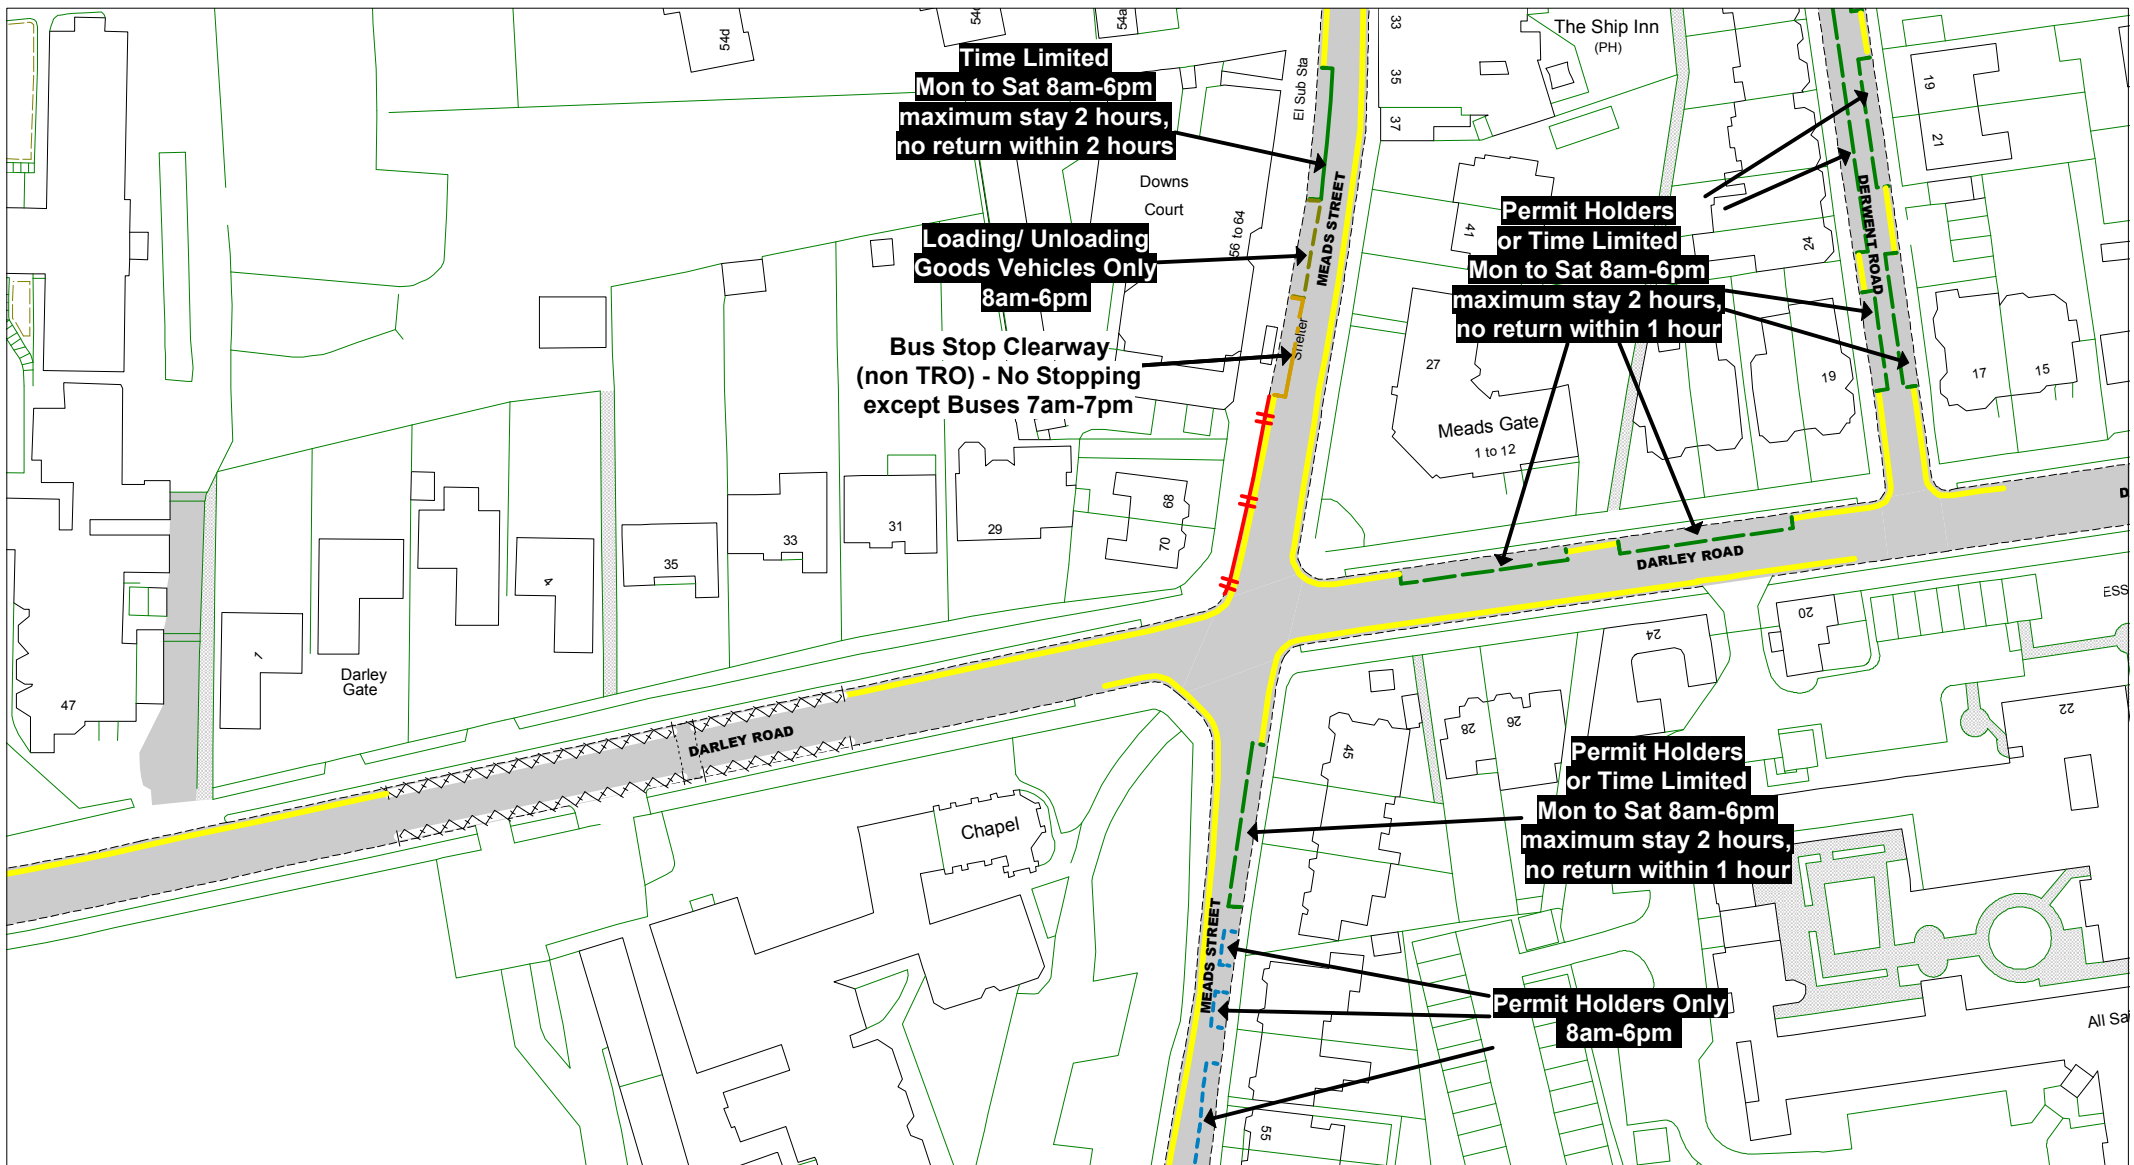 54d
54a
33
35
37
The Ship Inn
(PH)
19
21
El Sub Sta
Time Limited
Mon to Sat 8am-6pm
maximum stay 2 hours,
no return within 2 hours
Downs
Court
56 to 64
MEADS STREET
41
Permit Holders
or Time Limited
Mon to Sat 8am-6pm
maximum stay 2 hours,
no return within 1 hour
24
DERWENT ROAD
Loading/ Unloading
Goods Vehicles Only
8am-6pm
Shelter
Bus Stop Clearway
(non TRO) - No Stopping
except Buses 7am-7pm
27
19
17
15
Meads Gate
1 to 12
68
70
29
31
33
35
4
1
Darley
Gate
47
DARLEY ROAD
D
ESS
20
24
22
26
28
45
DARLEY ROAD
Permit Holders
or Time Limited
Mon to Sat 8am-6pm
maximum stay 2 hours,
no return within 1 hour
Chapel
MEADS STREET
Permit Holders Only
8am-6pm
All Sai
55